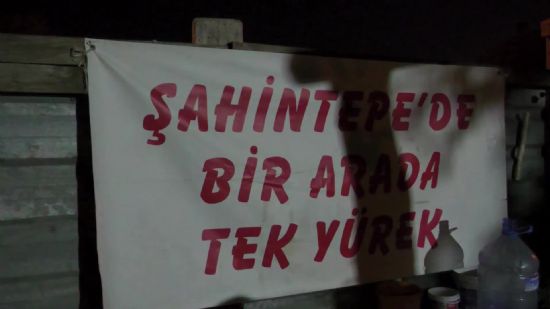 ŞAHİNTEPE'DE
BİR ARADA
TEK YÜREK